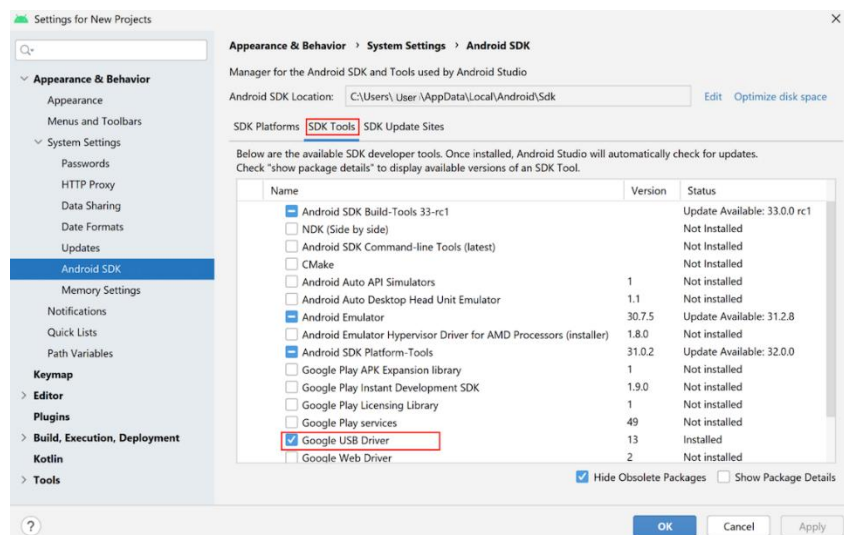 Settings for New Projects
Appearance & Behavior
Appearance
Menus and Toolbars
System Settings
Passwords
HTTP Proxy
Data Sharing
Date Formats
Updates
Android SDK
Memory Settings
Notifications
Quick Lists
Path Variables
Keymap
Editor
Plugins
Build, Execution, Deployment
Kotlin
Tools
Appearance & Behavior › System Settings › Android SDK
Manager for the Android SDK and Tools used by Android Studio
Android SDK Location: C:\Users\ User \AppData\Local\Android\Sdk Edit Optimize disk space
SDK Platforms SDK Tools SDK Update Sites
Below are the available SDK developer tools. Once installed, Android Studio will automatically check for updates.
Check "show package details" to display available versions of an SDK Tool.
Name Version Status
Android SDK Build-Tools 33-rc1 Update Available: 33.0.0 rc1
NDK (Side by side) Not Installed
Android SDK Command-line Tools (latest) Not Installed
CMake Not Installed
Android Auto API Simulators 1 Not installed
Android Auto Desktop Head Unit Emulator 1.1 Not installed
Android Emulator 30.7.5 Update Available: 31.2.8
Android Emulator Hypervisor Driver for AMD Processors (installer) 1.8.0 Not installed
Android SDK Platform-Tools 31.0.2 Update Available: 32.0.0
Google Play APK Expansion library 1 Not installed
Google Play Instant Development SDK 1.9.0 Not installed
Google Play Licensing Library 1 Not installed
Google Play services 49 Not installed
Google USB Driver 13 Installed
Google Web Driver 2 Not installed
Hide Obsolete Packages Show Package Details
? OK Cancel Apply